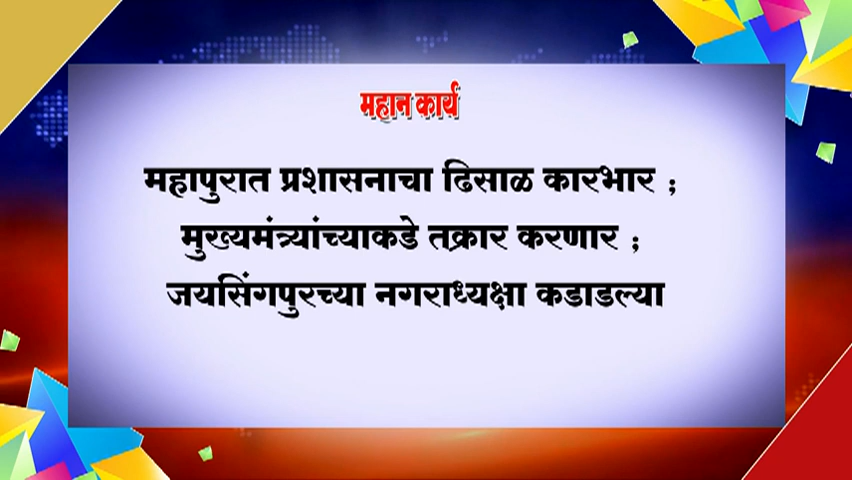 महान कार्य
महापुरात प्रशासनाचा ढिसाळ कारभार ;
मुख्यमंत्र्यांच्याकडे तक्रार करणार ;
जयसिंगपुरच्या नगराध्यक्षा कडाडल्या